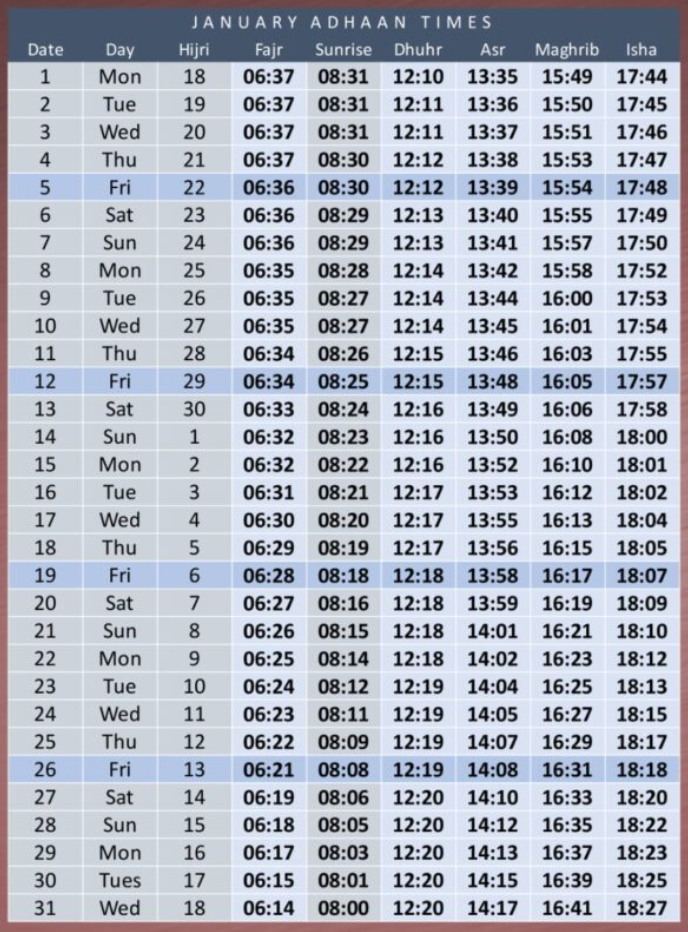 JANUARY ADHAAN TIMES
Date Day Hijri Fajr Sunrise Dhuhr Asr Maghrib Isha
1 Mon 18 06:37 08:31 12:10 13:35 15:49 17:44
2 Tue 19 06:37 08:31 12:11 13:36 15:50 17:45
3 Wed 20 06:37 08:31 12:11 13:37 15:51 17:46
4 Thu 21 06:37 08:30 12:12 13:38 15:53 17:47
5 Fri 22 06:36 08:30 12:12 13:39 15:54 17:48
6 Sat 23 06:36 08:29 12:13 13:40 15:55 17:49
7 Sun 24 06:36 08:29 12:13 13:41 15:57 17:50
8 Mon 25 06:35 08:28 12:14 13:42 15:58 17:52
9 Tue 26 06:35 08:27 12:14 13:44 16:00 17:53
10 Wed 27 06:35 08:27 12:14 13:45 16:01 17:54
11 Thu 28 06:34 08:26 12:15 13:46 16:03 17:55
12 Fri 29 06:34 08:25 12:15 13:48 16:05 17:57
13 Sat 30 06:33 08:24 12:16 13:49 16:06 17:58
14 Sun 1 06:32 08:23 12:16 13:50 16:08 18:00
15 Mon 2 06:32 08:22 12:16 13:52 16:10 18:01
16 Tue 3 06:31 08:21 12:17 13:53 16:12 18:02
17 Wed 4 06:30 08:20 12:17 13:55 16:13 18:04
18 Thu 5 06:29 08:19 12:17 13:56 16:15 18:05
19 Fri 6 06:28 08:18 12:18 13:58 16:17 18:07
20 Sat 7 06:27 08:16 12:18 13:59 16:19 18:09
21 Sun 8 06:26 08:15 12:18 14:01 16:21 18:10
22 Mon 9 06:25 08:14 12:18 14:02 16:23 18:12
23 Tue 10 06:24 08:12 12:19 14:04 16:25 18:13
24 Wed 11 06:23 08:11 12:19 14:05 16:27 18:15
25 Thu 12 06:22 08:09 12:19 14:07 16:29 18:17
26 Fri 13 06:21 08:08 12:19 14:08 16:31 18:18
27 Sat 14 06:19 08:06 12:20 14:10 16:33 18:20
28 Sun 15 06:18 08:05 12:20 14:12 16:35 18:22
29 Mon 16 06:17 08:03 12:20 14:13 16:37 18:23
30 Tues 17 06:15 08:01 12:20 14:15 16:39 18:25
31 Wed 18 06:14 08:00 12:20 14:17 16:41 18:27